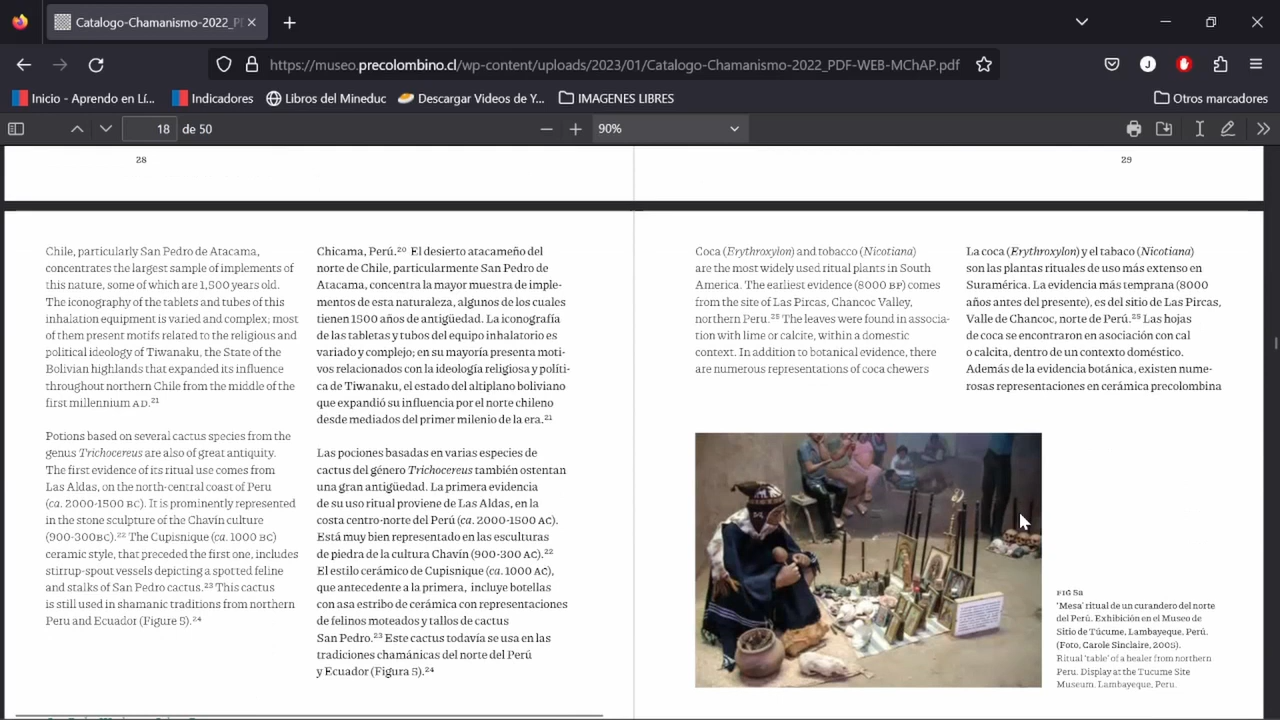 Catalogo-Chamanismo-2022_P
https://museo.precolombino.cl/wp-content/uploads/2023/01/Catalogo-Chamanismo-2022_PDF-WEB-MChAP.pdf
Inicio - Aprendo en Lí... Indicadores Libros del Mineduc Descargar Videos de Y... IMAGENES LIBRES Otros marcadores
18 de 50 90%
28
29
Chile, particularly San Pedro de Atacama,
concentrates the largest sample of implements of
this nature, some of which are 1,500 years old.
The iconography of the tablets and tubes of this
inhalation equipment is varied and complex; most
of them present motifs related to the religious and
political ideology of Tiwanaku, the State of the
Bolivian highlands that expanded its influence
throughout northern Chile from the middle of the
first millennium AD.²¹
Potions based on several cactus species from the
genus Trichocereus are also of great antiquity.
The first evidence of its ritual use comes from
Las Aldas, on the north-central coast of Peru
(ca. 2000-1500 BC). It is prominently represented
in the stone sculpture of the Chavín culture
(900-300BC).²² The Cupisnique (ca. 1000 BC)
ceramic style, that preceded the first one, includes
stirrup-spout vessels depicting a spotted feline
and stalks of San Pedro cactus.²³ This cactus
is still used in shamanic traditions from northern
Peru and Ecuador (Figure 5).²⁴
Chicama, Perú.²⁰ El desierto atacameño del
norte de Chile, particularmente San Pedro de
Atacama, concentra la mayor muestra de imple-
mentos de esta naturaleza, algunos de los cuales
tienen 1500 años de antigüedad. La iconografía
de las tabletas y tubos del equipo inhalatorio es
variado y complejo; en su mayoría presenta moti-
vos relacionados con la ideología religiosa y políti-
ca de Tiwanaku, el estado del altiplano boliviano
que expandió su influencia por el norte chileno
desde mediados del primer milenio de la era.²¹
Las pociones basadas en varias especies de
cactus del género Trichocereus también ostentan
una gran antigüedad. La primera evidencia
de su uso ritual proviene de Las Aldas, en la
costa centro-norte del Perú (ca. 2000-1500 AC).
Está muy bien representado en las esculturas
de piedra de la cultura Chavín (900-300 AC).²²
El estilo cerámico de Cupisnique (ca. 1000 AC),
que antecedente a la primera, incluye botellas
con asa estribo de cerámica con representaciones
de felinos moteados y tallos de cactus
San Pedro.²³ Este cactus todavía se usa en las
tradiciones chamánicas del norte del Perú
y Ecuador (Figura 5).²⁴
Coca (Erythroxylon) and tobacco (Nicotiana)
are the most widely used ritual plants in South
America. The earliest evidence (8000 BP) comes
from the site of Las Pircas, Chancoc Valley,
northern Peru.²⁵ The leaves were found in associa-
tion with lime or calcite, within a domestic
context. In addition to botanical evidence, there
are numerous representations of coca chewers
La coca (Erythroxylon) y el tabaco (Nicotiana)
son las plantas rituales de uso más extenso en
Suramérica. La evidencia más temprana (8000
años antes del presente), es del sitio de Las Pircas,
Valle de Chancoc, norte de Perú.²⁵ Las hojas
de coca se encontraron en asociación con cal
o calcita, dentro de un contexto doméstico.
Además de la evidencia botánica, existen nume-
rosas representaciones en cerámica precolombina
FIG 5a
'Mesa' ritual de un curandero del norte
del Perú. Exhibición en el Museo de
Sitio de Túcume, Lambayeque, Perú.
(Foto, Carole Sinclaire, 2005).
Ritual 'table' of a healer from northern
Peru. Display at the Tucume Site
Museum. Lambayeque, Peru.